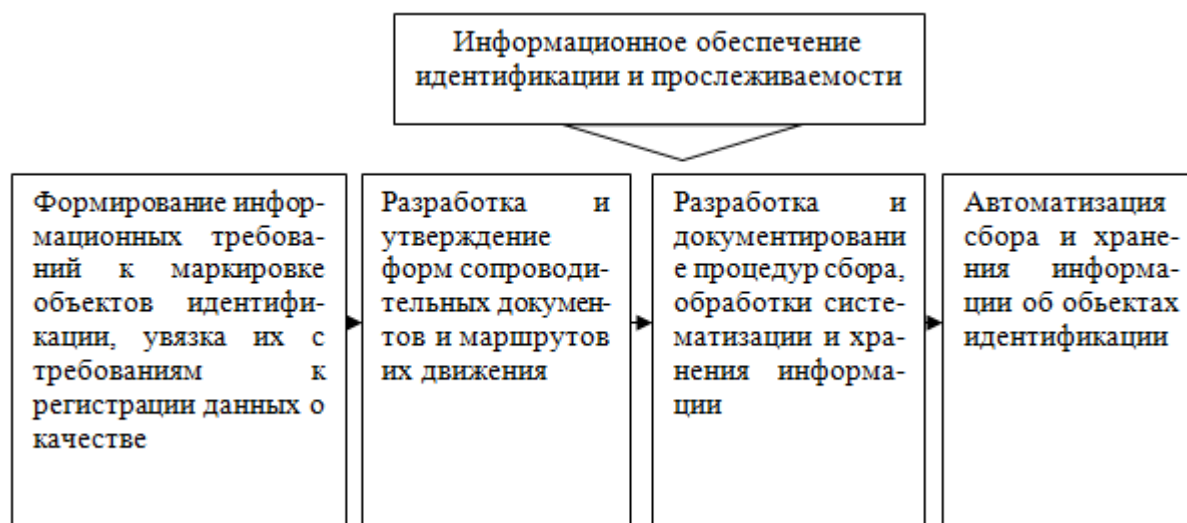 Информационное обеспечение
идентификации и прослеживаемости
Формирование инфор-
мационных требова-
ний к маркировке
объектов идентифи-
кации, увязка их с
требованиям к
регистрации данных о
качестве
Разработка и
утверждение
форм сопроводи-
тельных докумен-
тов и маршрутов
их движения
Разработка и
документировани
е процедур сбора,
обработки систе-
матизации и хра-
нения информа-
ции
Автоматизация
сбора и хране-
ния информа-
ции об обьектах
идентификации